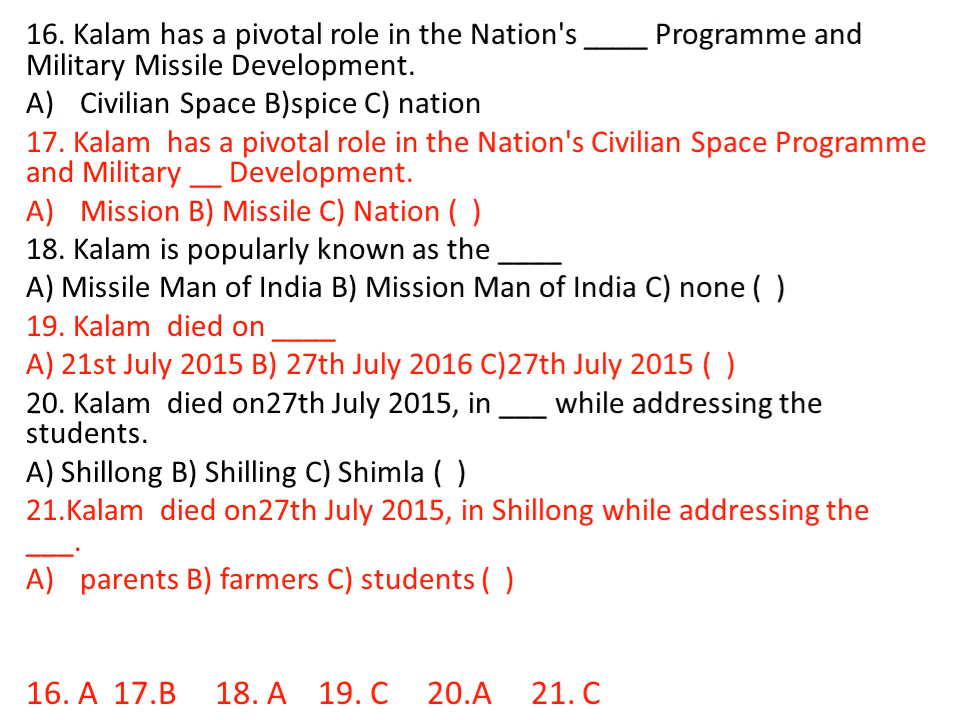 16. Kalam has a pivotal role in the Nation's ____ Programme and
Military Missile Development.
A) Civilian Space B)spice C) nation
17. Kalam has a pivotal role in the Nation's Civilian Space Programme
and Military __ Development.
A) Mission B) Missile C) Nation ( )
18. Kalam is popularly known as the ____
A) Missile Man of India B) Mission Man of India C) none ( )
19. Kalam died on ____
A) 21st July 2015 B) 27th July 2016 C)27th July 2015 ( )
20. Kalam died on27th July 2015, in ___ while addressing the
students.
A) Shillong B) Shilling C) Shimla ( )
21.Kalam died on27th July 2015, in Shillong while addressing the
___.
A) parents B) farmers C) students ( )
16. A 17.B 18. A 19. C 20.A 21. C